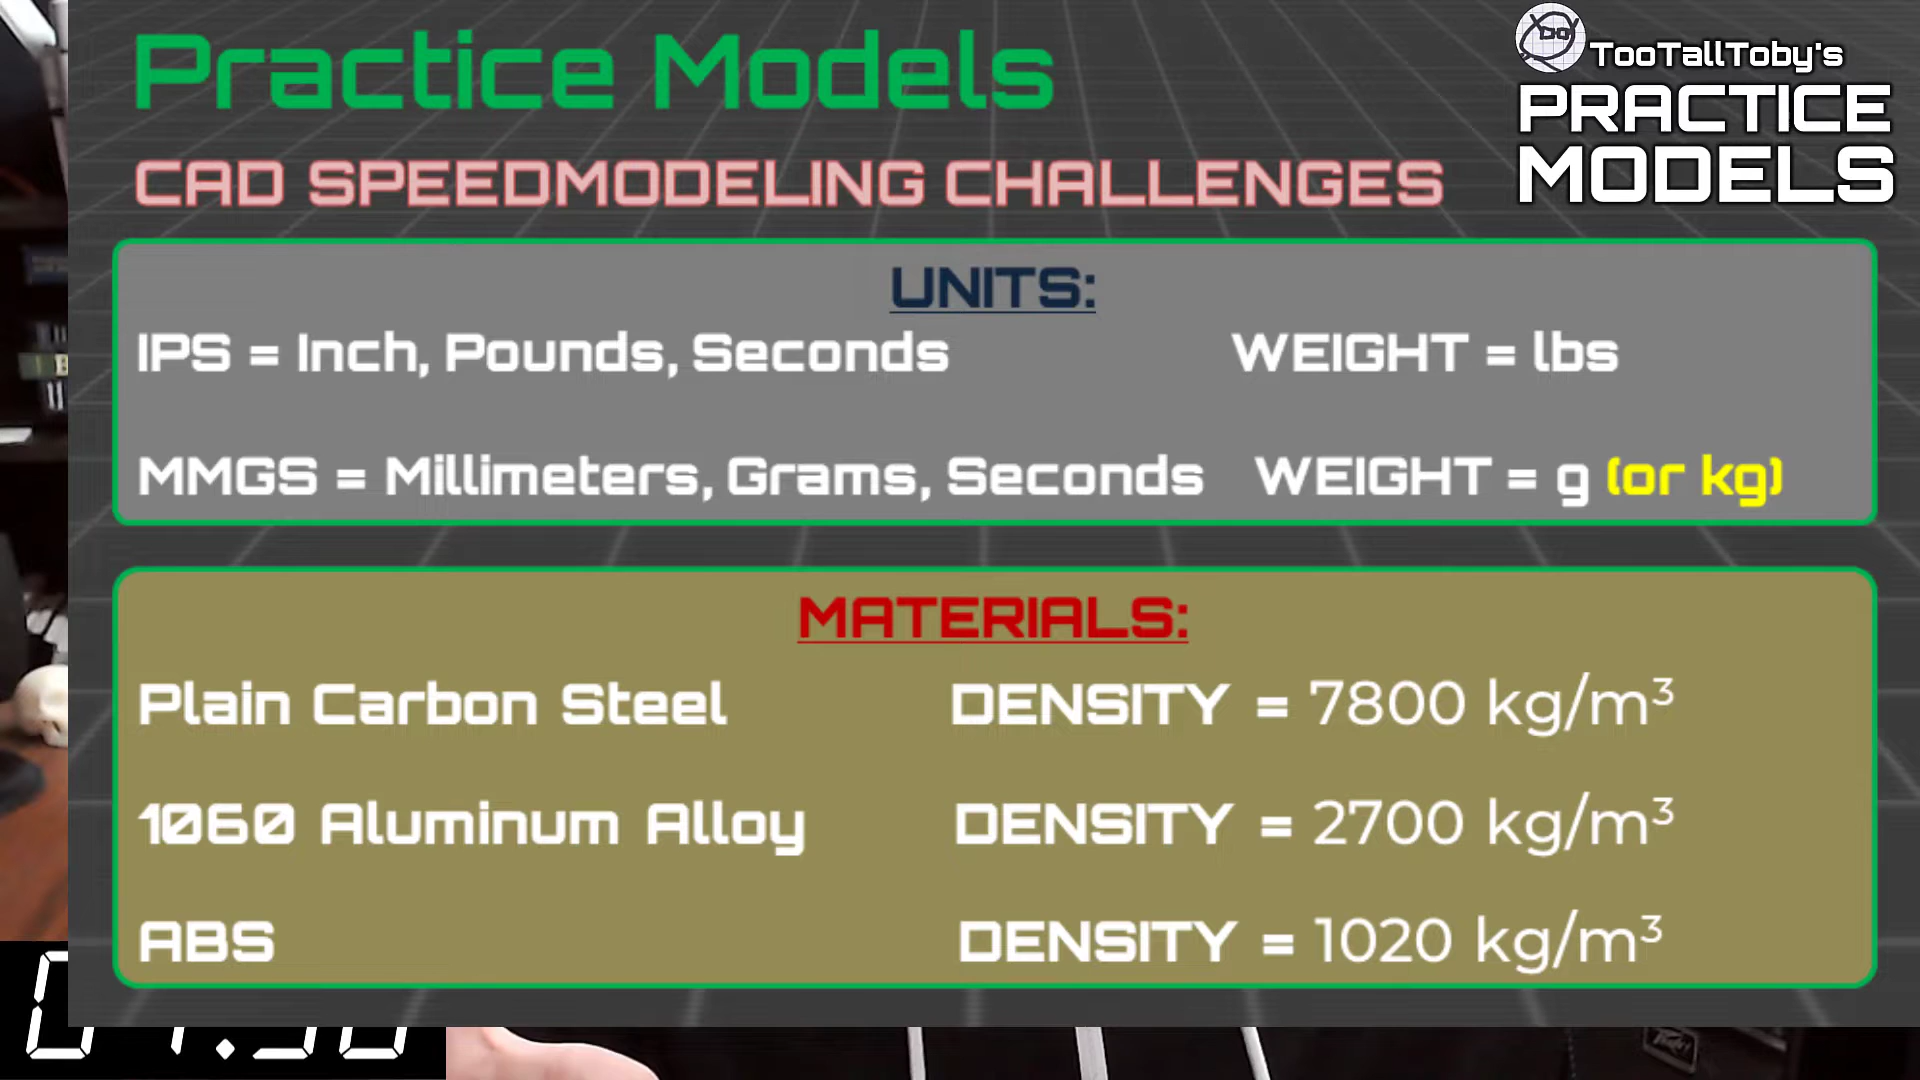 Practice Models
TooTallToby's
PRACTICE
MODELS
CAD SPEEDMODELING CHALLENGES
UNITS:
IPS = Inch, Pounds, Seconds WEIGHT = lbs
MMGS = Millimeters, Grams, Seconds WEIGHT = g (or kg)
MATERIALS:
Plain Carbon Steel DENSITY = 7800 kg/m³
1060 Aluminum Alloy DENSITY = 2700 kg/m³
ABS DENSITY = 1020 kg/m³